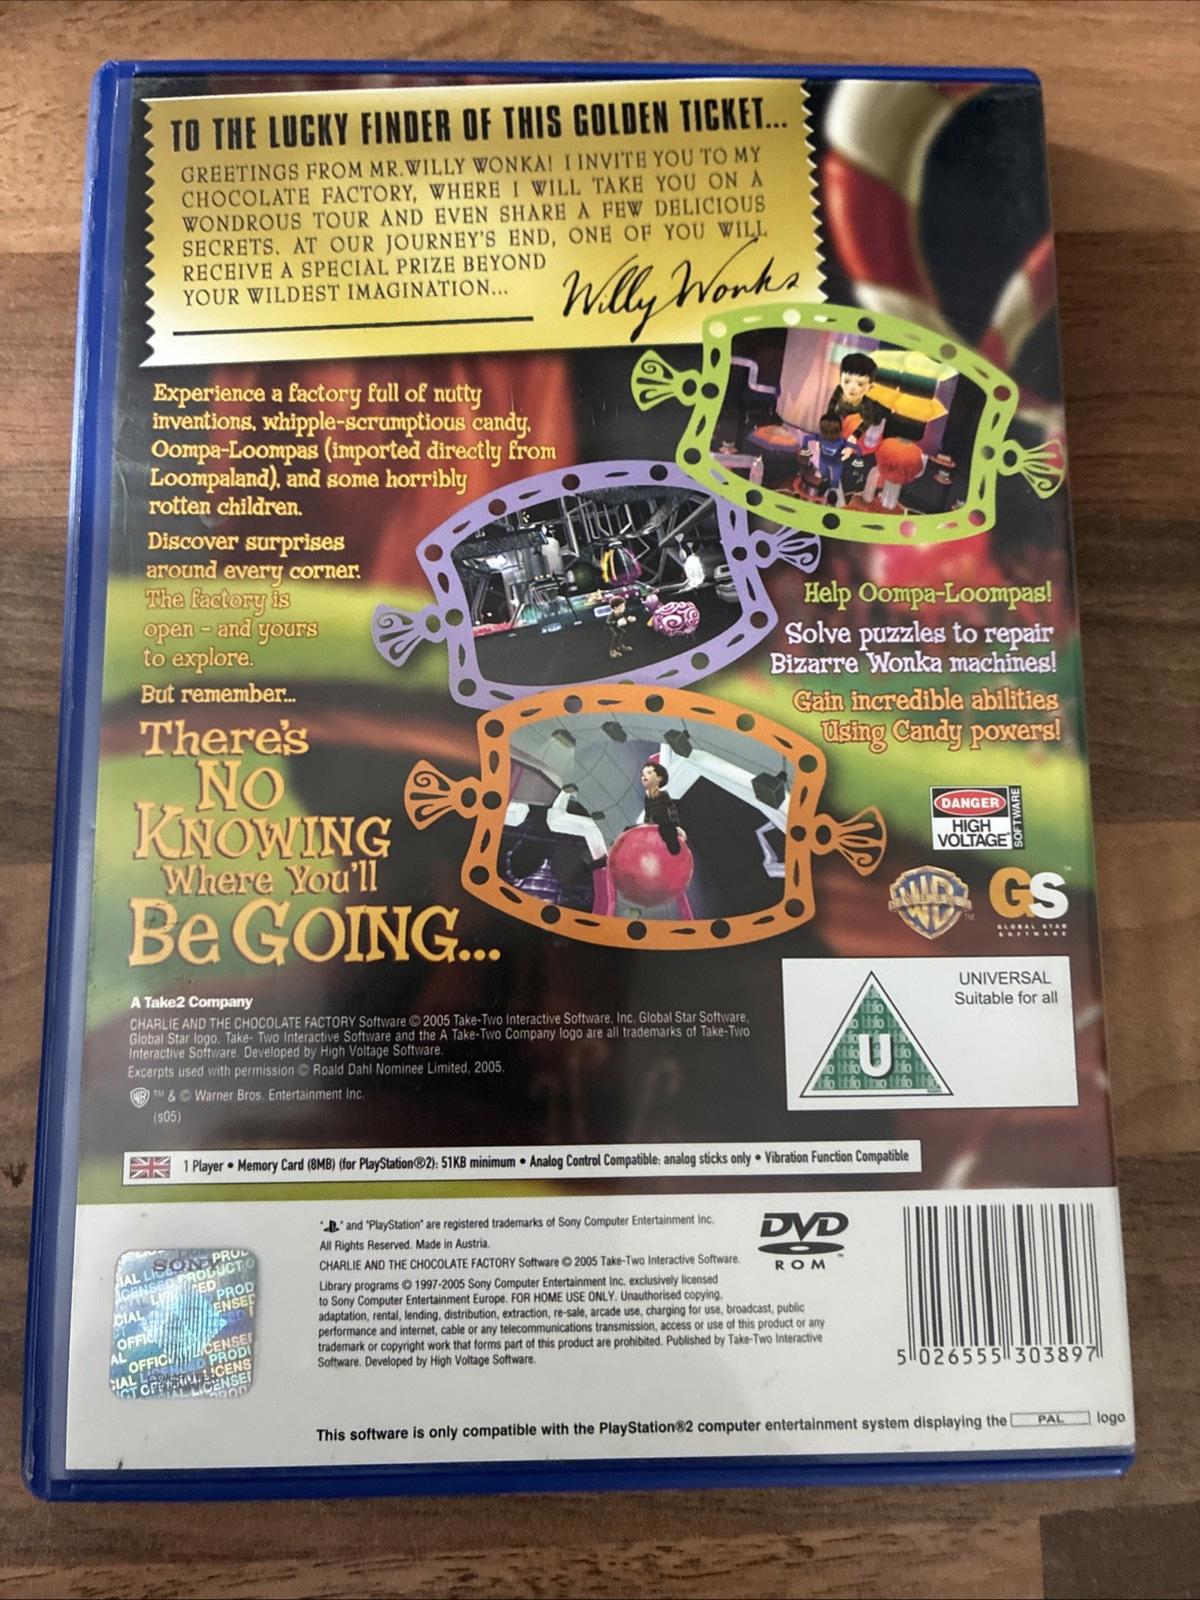 TO THE LUCKY FINDER OF THIS GOLDEN TICKET...
GREETINGS FROM MR.WILLY WONKA! I INVITE YOU TO MY
CHOCOLATE FACTORY, WHERE I WILL TAKE YOU ON A
WONDROUS TOUR AND EVEN SHARE A FEW DELICIOUS
SECRETS. AT OUR JOURNEY'S END, ONE OF YOU WILL
RECEIVE A SPECIAL PRIZE BEYOND
YOUR WILDEST IMAGINATION...
Willy Wonka
Experience a factory full of nutty
inventions, whipple-scrumptious candy,
Oompa-Loompas (imported directly from
Loompaland), and some horribly
rotten children.
Discover surprises
around every corner.
The factory is
open – and yours
to explore.
But remember...
There's
NO
KNOWING
Where You'll
Be GOING...
Help Oompa-Loompas!
Solve puzzles to repair
Bizarre Wonka machines!
Gain incredible abilities
Using Candy powers!
DANGER
HIGH
VOLTAGE
SOFTWARE
WB TM
GS TM
GLOBAL STAR
SOFTWARE
A Take2 Company
CHARLIE AND THE CHOCOLATE FACTORY Software © 2005 Take-Two Interactive Software, Inc. Global Star Software,
Global Star logo, Take- Two Interactive Software and the A Take-Two Company logo are all trademarks of Take-Two
Interactive Software. Developed by High Voltage Software.
Excerpts used with permission © Roald Dahl Nominee Limited, 2005.
WB ™ & © Warner Bros. Entertainment Inc.
(s05)
UNIVERSAL
Suitable for all
U
1 Player • Memory Card (8MB) (for PlayStation®2): 51KB minimum • Analog Control Compatible: analog sticks only • Vibration Function Compatible
" " and "PlayStation" are registered trademarks of Sony Computer Entertainment Inc.
All Rights Reserved. Made in Austria.
CHARLIE AND THE CHOCOLATE FACTORY Software © 2005 Take-Two Interactive Software.
Library programs © 1997-2005 Sony Computer Entertainment Inc. exclusively licensed
to Sony Computer Entertainment Europe. FOR HOME USE ONLY. Unauthorised copying,
adaptation, rental, lending, distribution, extraction, re-sale, arcade use, charging for use, broadcast, public
performance and internet, cable or any telecommunications transmission, access or use of this product or any
trademark or copyright work that forms part of this product are prohibited. Published by Take-Two Interactive
Software. Developed by High Voltage Software.
DVD
ROM
SONY
5 026555 303897
This software is only compatible with the PlayStation®2 computer entertainment system displaying the PAL logo